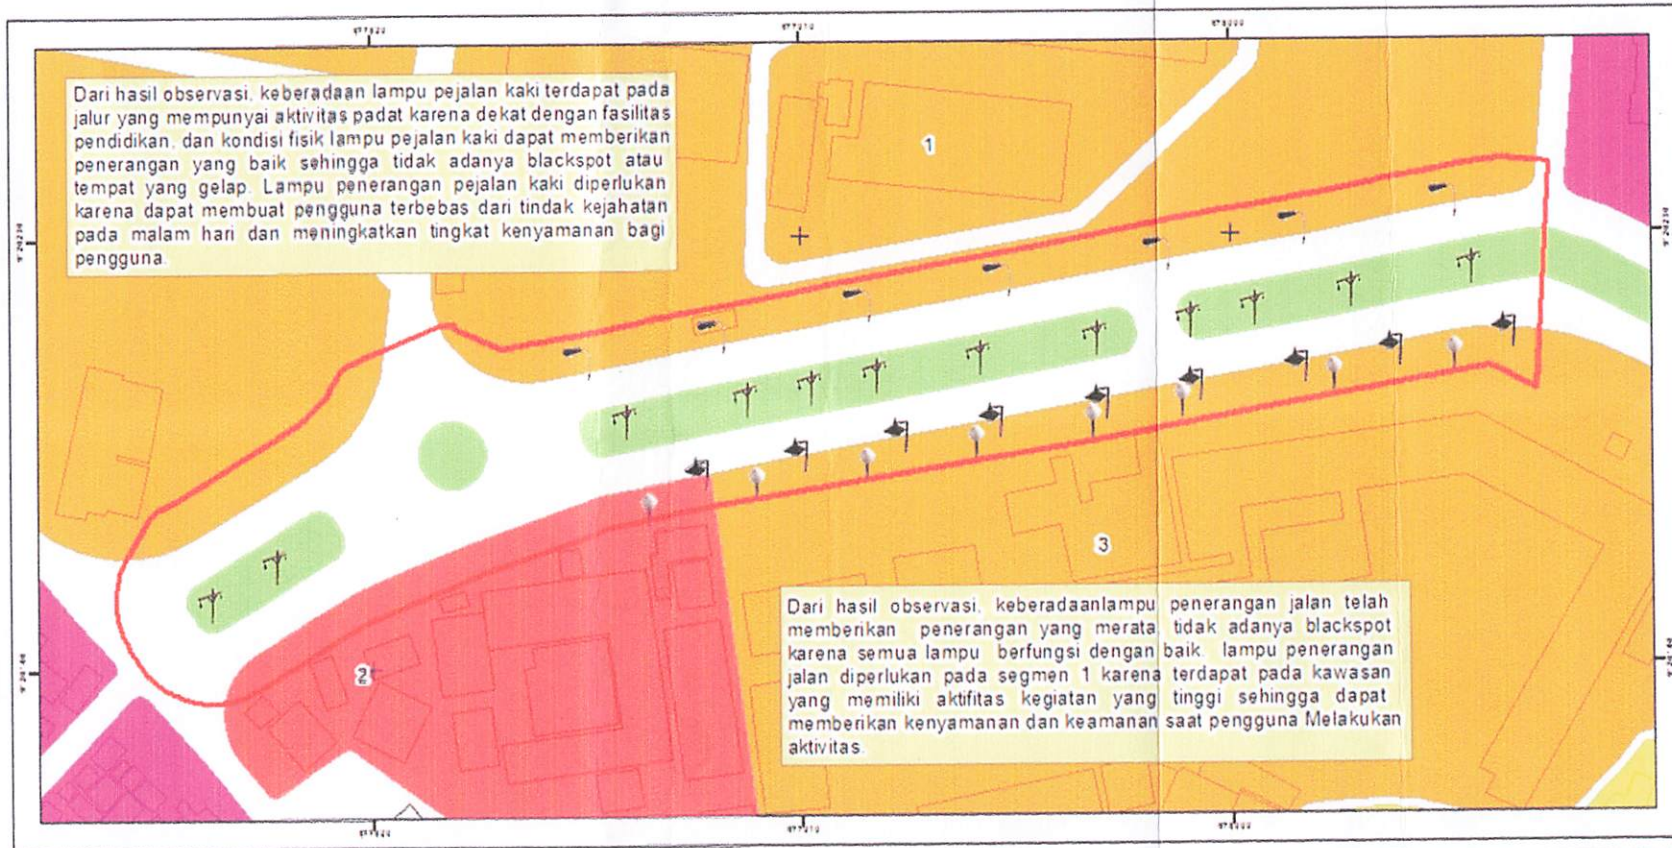 Dari hasil observasi, keberadaan lampu pejalan kaki terdapat pada
jalur yang mempunyai aktivitas padat karena dekat dengan fasilitas
pendidikan, dan kondisi fisik lampu pejalan kaki dapat memberikan
penerangan yang baik sehingga tidak adanya blackspot atau
tempat yang gelap. Lampu penerangan pejalan kaki diperlukan
karena dapat membuat pengguna terbebas dari tindak kejahatan
pada malam hari dan meningkatkan tingkat kenyamanan bagi
pengguna.
1
2
3
Dari hasil observasi, keberadaanlampu penerangan jalan telah
memberikan penerangan yang merata tidak adanya blackspot
karena semua lampu berfungsi dengan baik. lampu penerangan
jalan diperlukan pada segmen 1 karena terdapat pada kawasan
yang memiliki aktifitas kegiatan yang tinggi sehingga dapat
memberikan kenyamanan dan keamanan saat pengguna Melakukan
aktivitas.